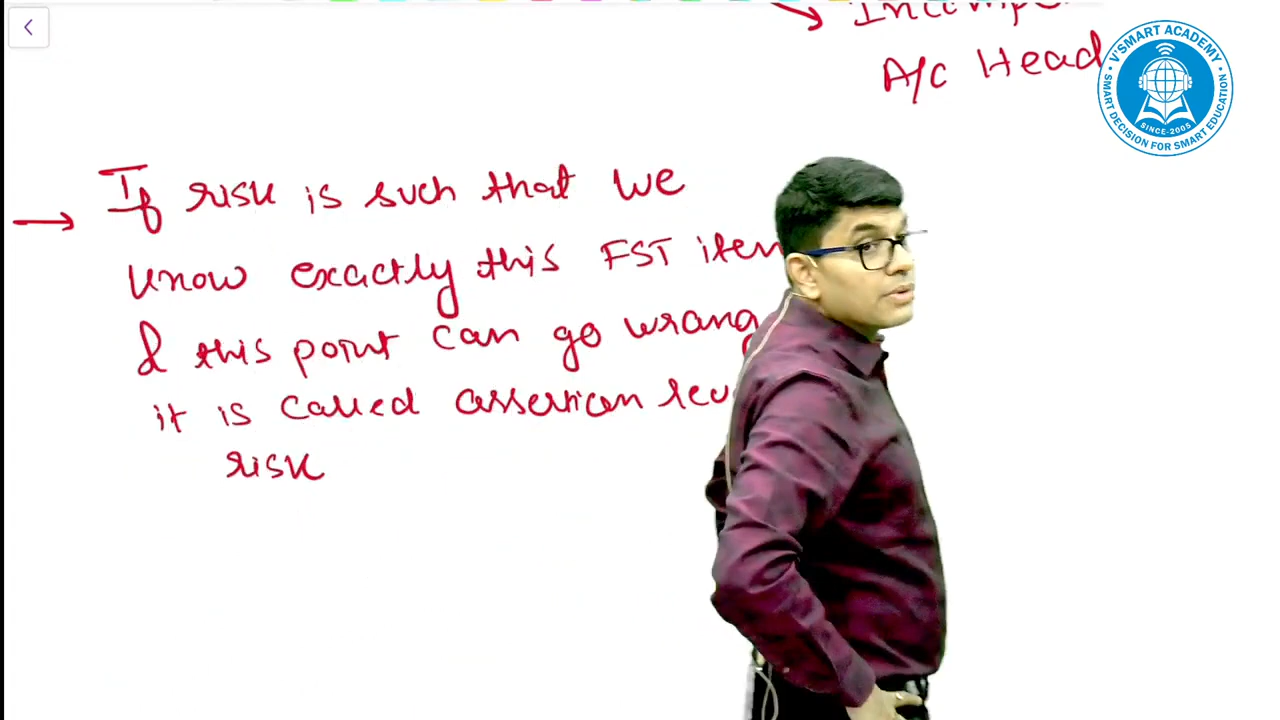 A/c Head
V'SMART ACADEMY
SINCE-2005
SMART DECISION FOR SMART EDUCATION
→ If risk is such that we
know exactly this FST item
& this point can go wrong
it is called assertion
risk